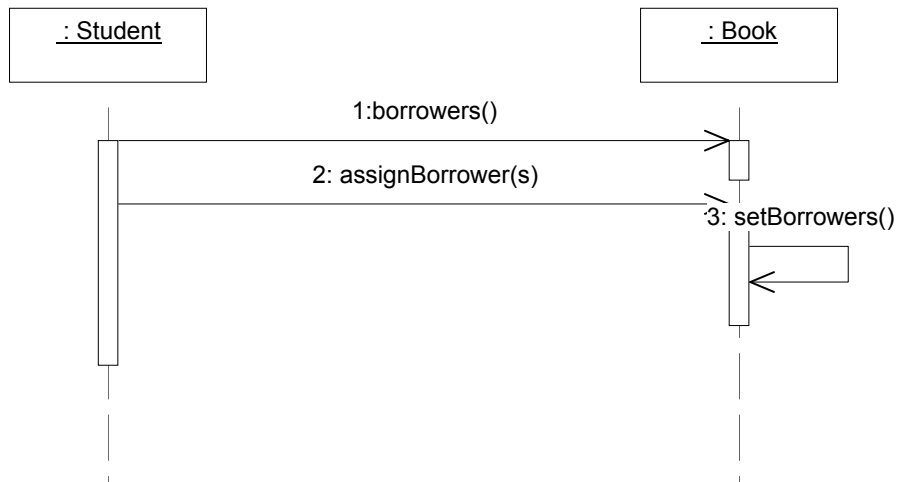 : Student
: Book
1:borrowers()
2: assignBorrower(s)
3: setBorrowers()